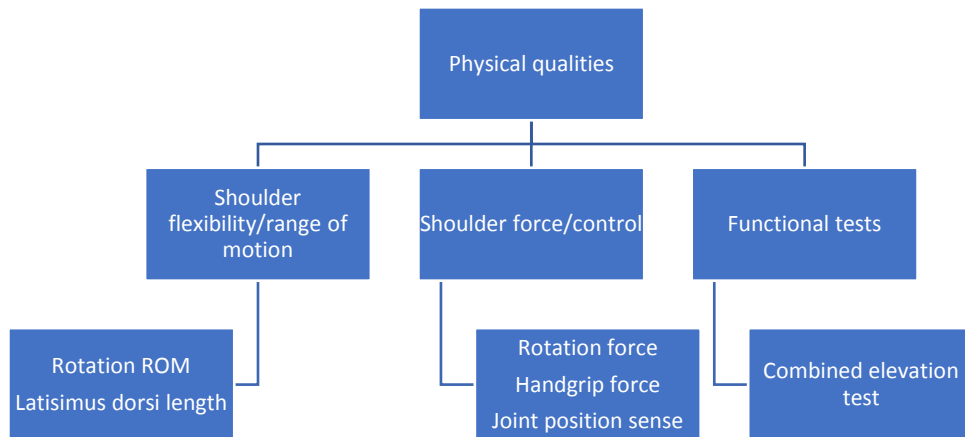 Physical qualities
Shoulder
flexibility/range of
motion
Shoulder force/control
Functional tests
Rotation ROM
Latisimus dorsi length
Rotation force
Handgrip force
Joint position sense
Combined elevation
test